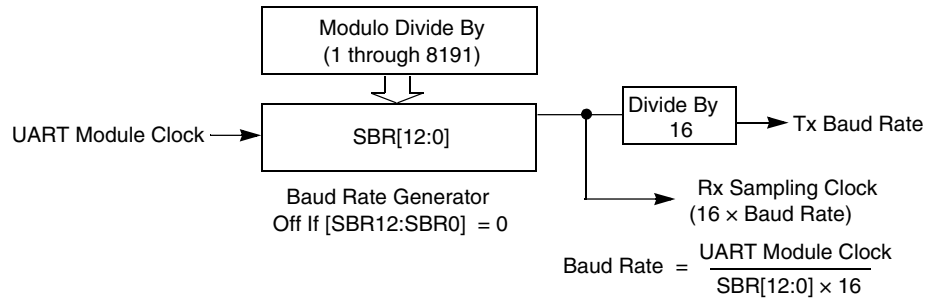 Modulo Divide By
(1 through 8191)
UART Module Clock
SBR[12:0]
Divide By
16
Tx Baud Rate
Baud Rate Generator
Off If [SBR12:SBR0] = 0
Rx Sampling Clock
(16 × Baud Rate)
Baud Rate = UART Module Clock
SBR[12:0] × 16